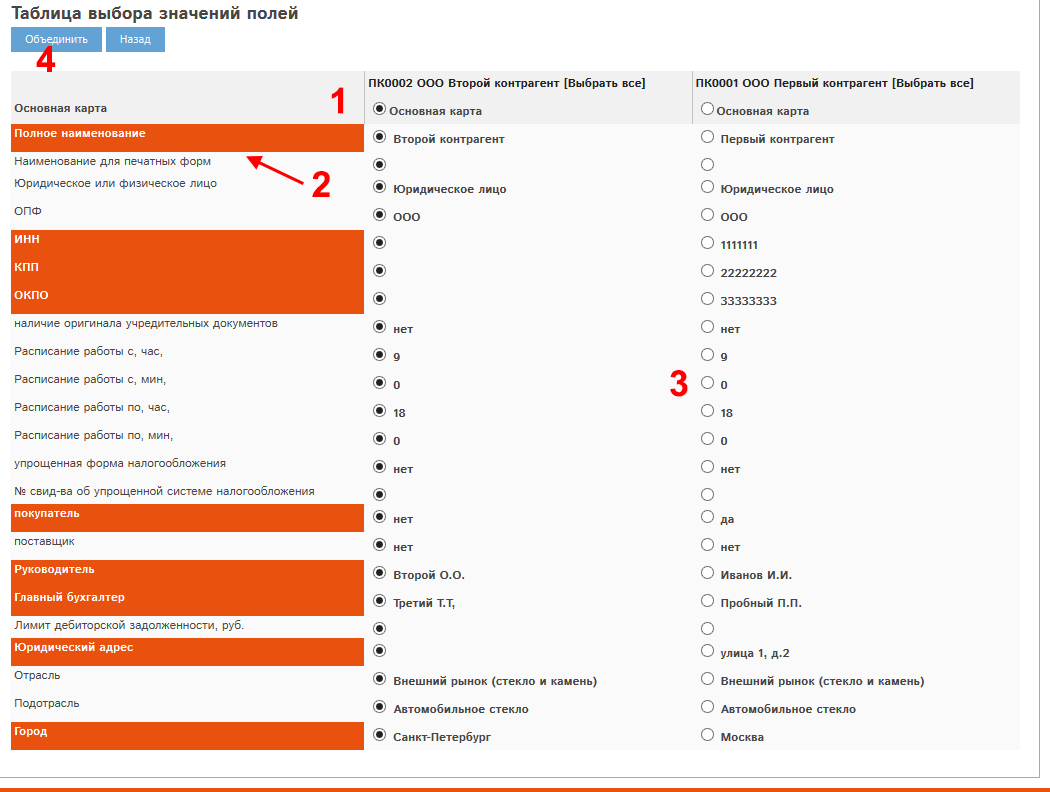 Таблица выбора значений полей
Объединить Назад
4
ПК0002 ООО Второй контрагент [Выбрать все] ПК0001 ООО Первый контрагент [Выбрать все]
Основная карта 1 Основная карта Основная карта
Полное наименование Второй контрагент Первый контрагент
Наименование для печатных форм
2
Юридическое или физическое лицо Юридическое лицо Юридическое лицо
ОПФ ООО ООО
ИНН 1111111
КПП 22222222
ОКПО 33333333
наличие оригинала учредительных документов нет нет
Расписание работы с, час, 9 9
Расписание работы с, мин, 0 3 0
Расписание работы по, час, 18 18
Расписание работы по, мин, 0 0
упрощенная форма налогообложения нет нет
№ свид-ва об упрощенной системе налогообложения
покупатель нет да
поставщик нет нет
Руководитель Второй О.О. Иванов И.И.
Главный бухгалтер Третий Т.Т, Пробный П.П.
Лимит дебиторской задолженности, руб.
Юридический адрес улица 1, д.2
Отрасль Внешний рынок (стекло и камень) Внешний рынок (стекло и камень)
Подотрасль Автомобильное стекло Автомобильное стекло
Город Санкт-Петербург Москва